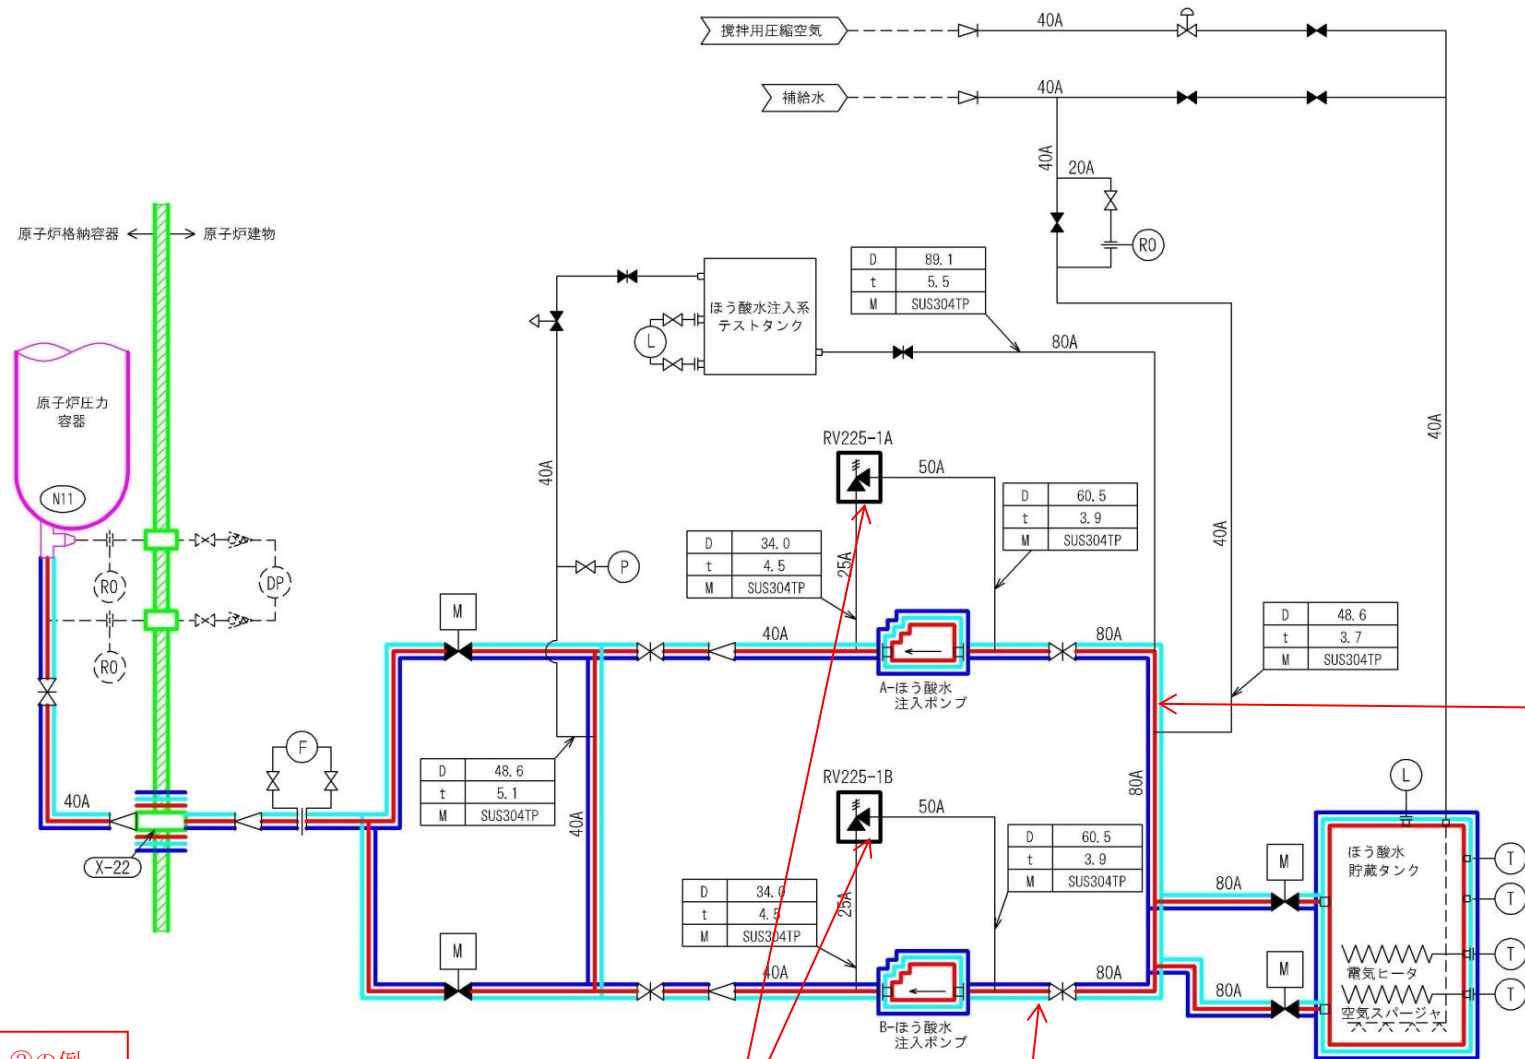 攪拌用圧縮空気
40A
補給水
40A
40A
20A
RO
原子炉格納容器
原子炉建物
D 89.1
t 5.5
M SUS304TP
ほう酸水注入系
テストタンク
L
80A
原子炉圧力
容器
N11
RV225-1A
50A
40A
40A
D 60.5
t 3.9
M SUS304TP
D 34.0
t 4.5
M SUS304TP
25A
40A
P
RO
DP
RO
M
40A
80A
D 48.6
t 3.7
M SUS304TP
A-ほう酸水
注入ポンプ
F
D 48.6
t 5.1
M SUS304TP
40A
RV225-1B
50A
80A
L
40A
X-22
D 60.5
t 3.9
M SUS304TP
ほう酸水
貯蔵タンク
T
T
M
80A
D 34.0
t 4.5
M SUS304TP
25A
M
40A
80A
M
80A
電気ヒータ
T
T
空気スパージャ
B-ほう酸水
注入ポンプ
②の例